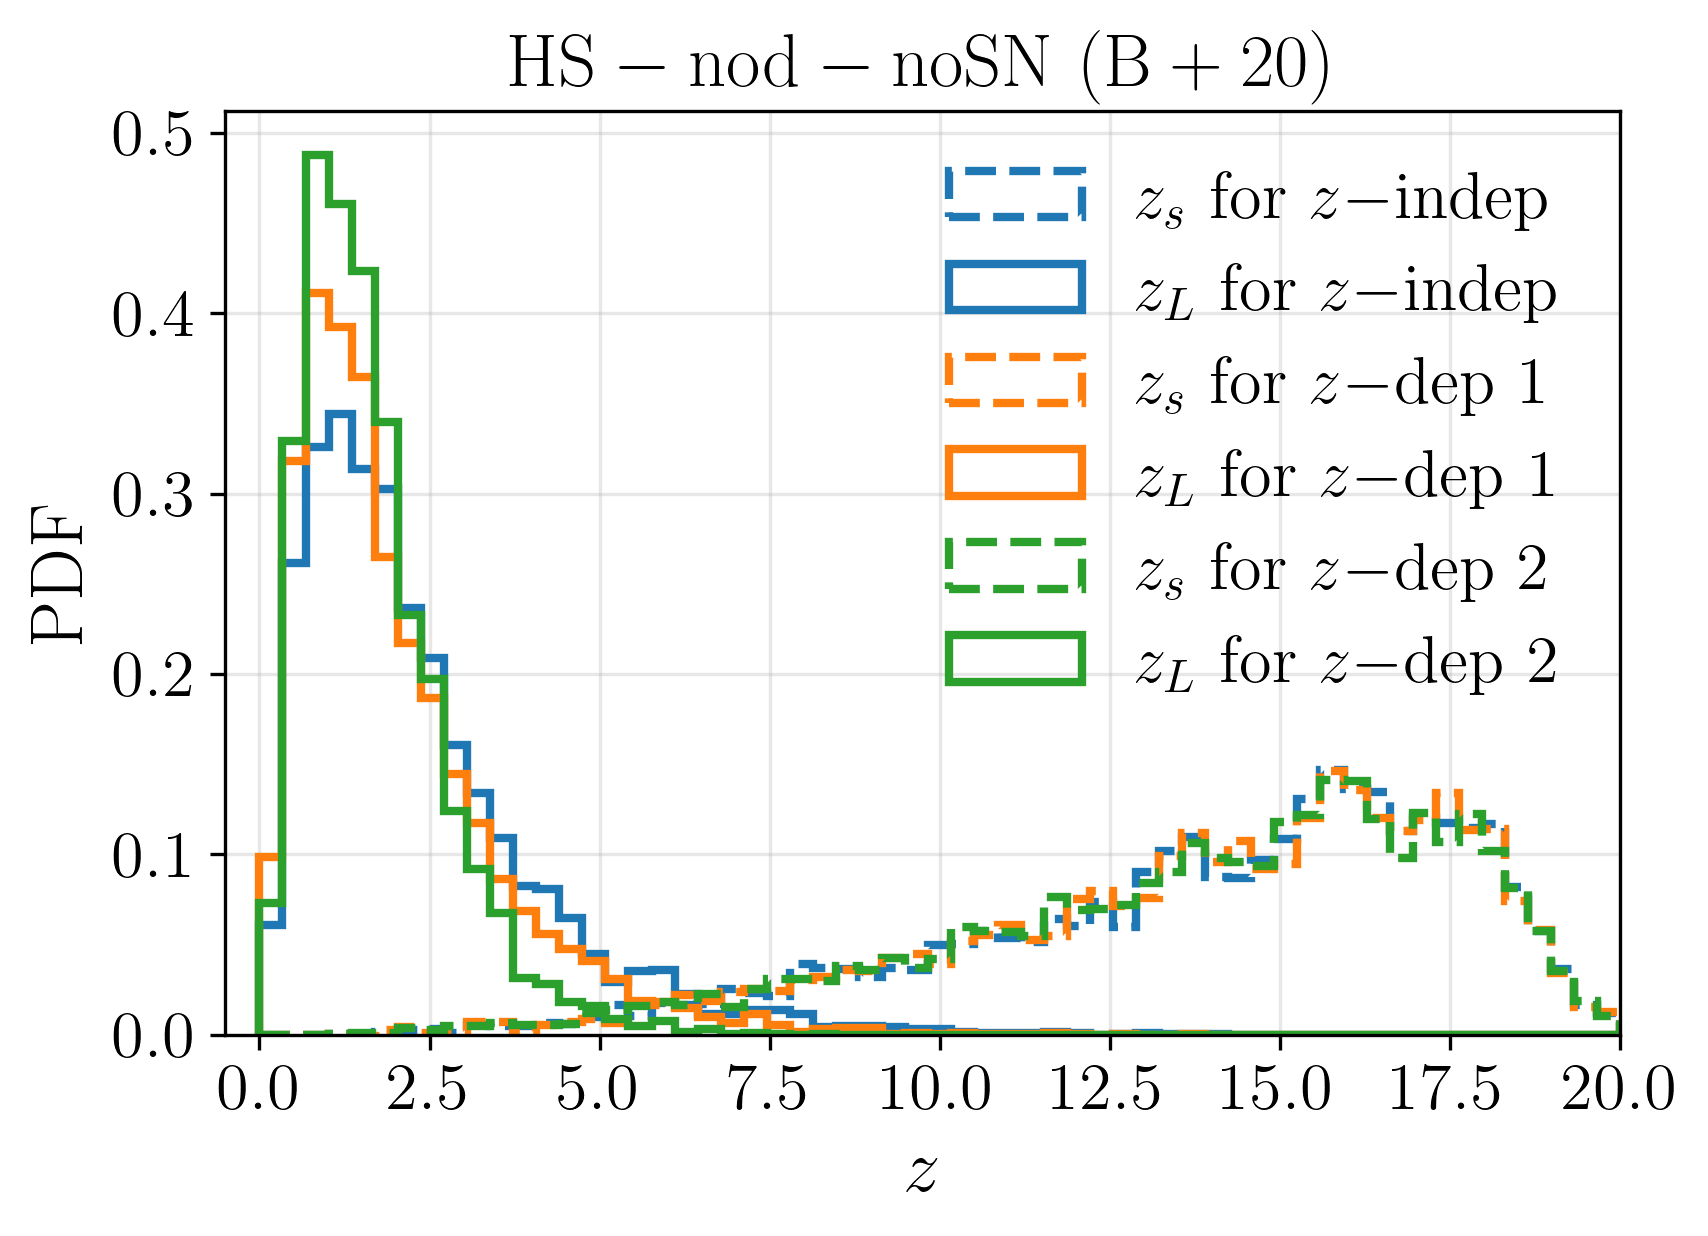 HS − nod − noSN (B + 20)
PDF
0.5
0.4
0.3
0.2
0.1
0.0
z_s for z−indep
z_L for z−indep
z_s for z−dep 1
z_L for z−dep 1
z_s for z−dep 2
z_L for z−dep 2
0.0 2.5 5.0 7.5 10.0 12.5 15.0 17.5 20.0
z